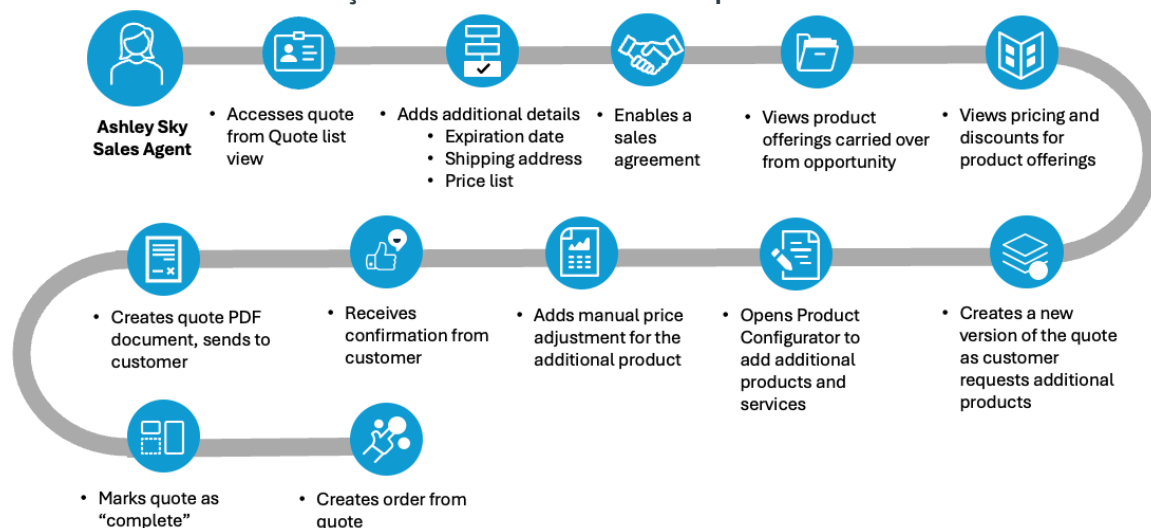 Ashley Sky
Sales Agent
• Accesses quote
from Quote list
view
• Adds additional details
• Expiration date
• Shipping address
• Price list
• Enables a
sales
agreement
• Views product
offerings carried over
from opportunity
• Views pricing and
discounts for
product offerings
• Creates a new
version of the quote
as customer
requests additional
products
• Opens Product
Configurator to
add additional
products and
services
• Adds manual price
adjustment for the
additional product
• Receives
confirmation from
customer
• Creates quote PDF
document, sends to
customer
• Marks quote as
“complete”
• Creates order from
quote